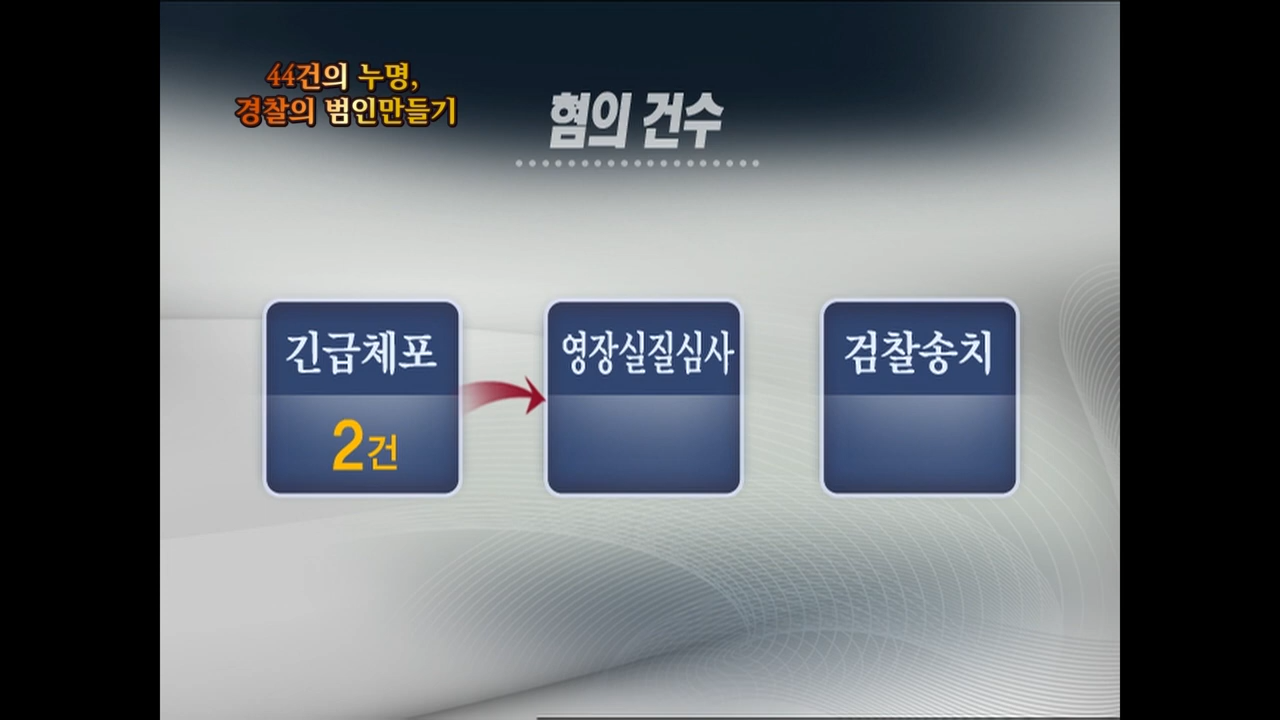 44건의 누명,
경찰의 범인만들기
혐의 건수
긴급체포
2건
영장실질심사
검찰송치